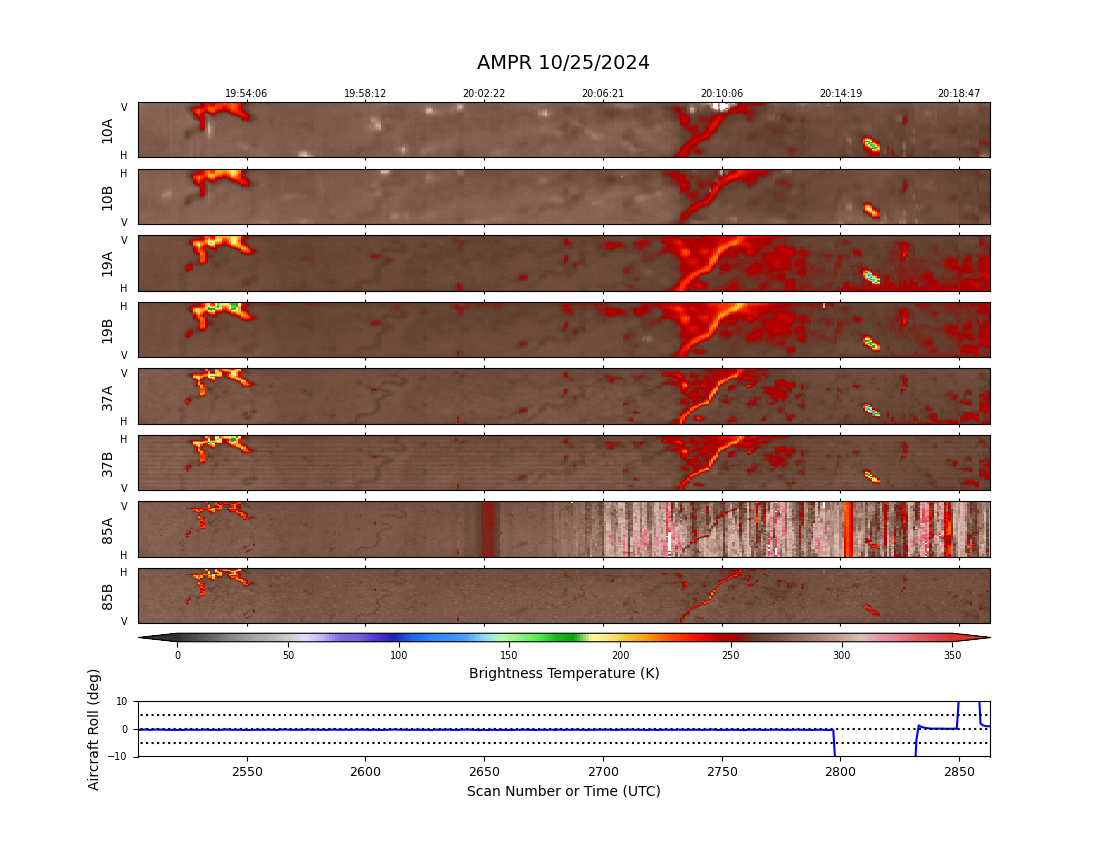 AMPR 10/25/2024
19:54:06 19:58:12 20:02:22 20:06:21 20:10:06 20:14:19 20:18:47
V
10A
H
H
10B
V
V
19A
H
H
19B
V
V
37A
H
H
37B
V
V
85A
H
H
85B
V
0 50 100 150 200 250 300 350
Brightness Temperature (K)
Aircraft Roll (deg)
10
0
−10
2550 2600 2650 2700 2750 2800 2850
Scan Number or Time (UTC)